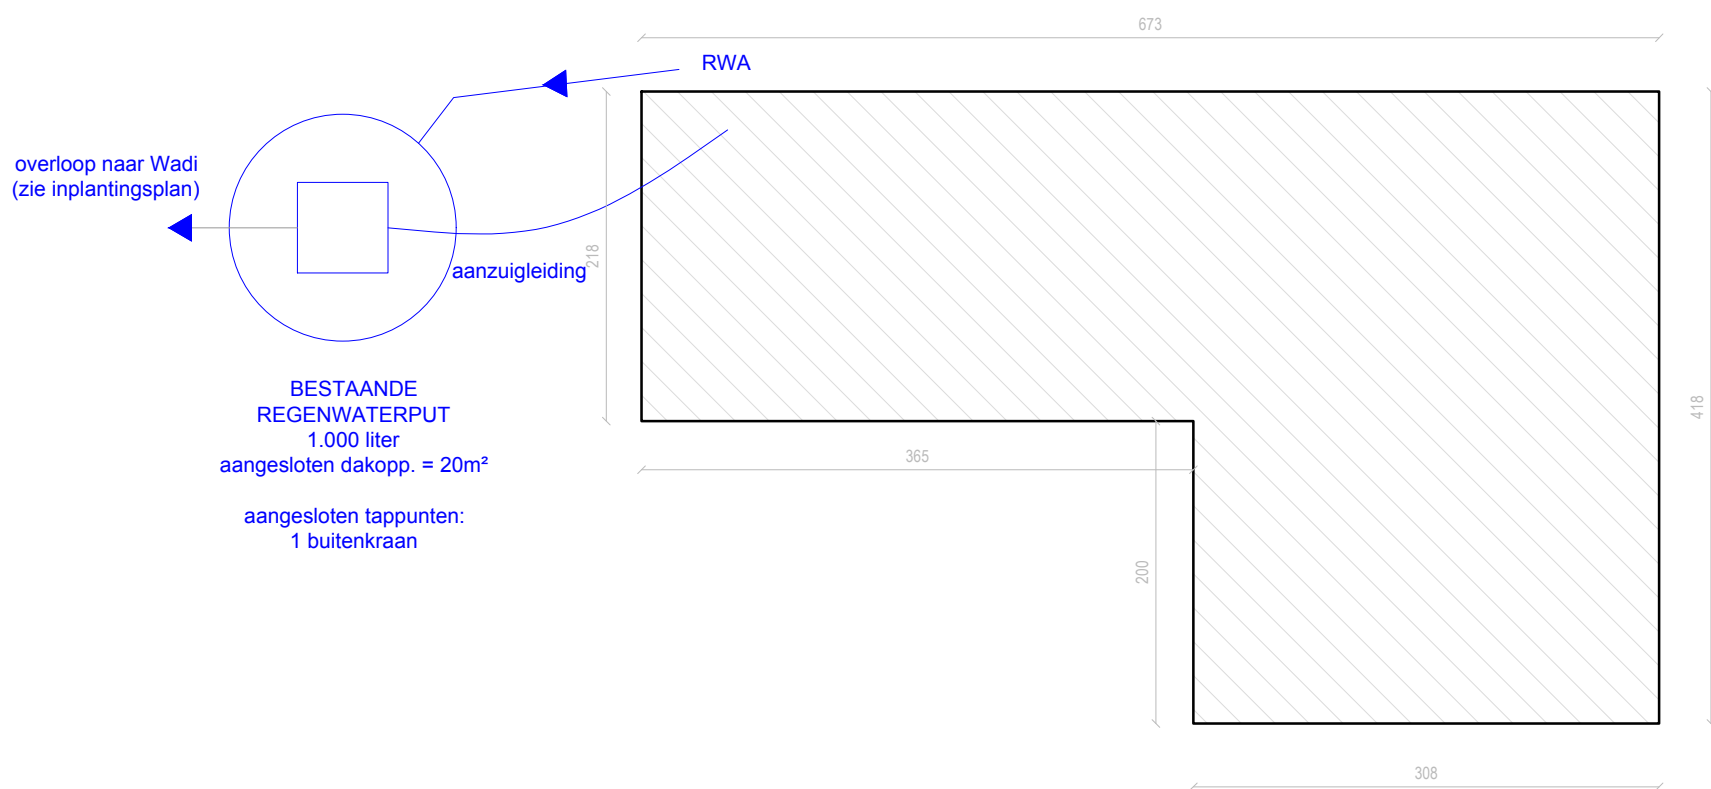 673
RWA
overloop naar Wadi
(zie inplantingsplan)
218
aanzuigleiding
BESTAANDE
REGENWATERPUT
1.000 liter
aangesloten dakopp. = 20m²
aangesloten tappunten:
1 buitenkraan
365
418
200
308